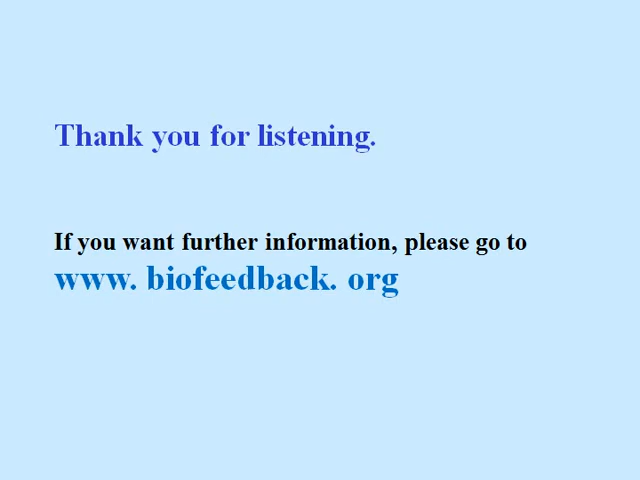 Thank you for listening.
If you want further information, please go to
www. biofeedback. org